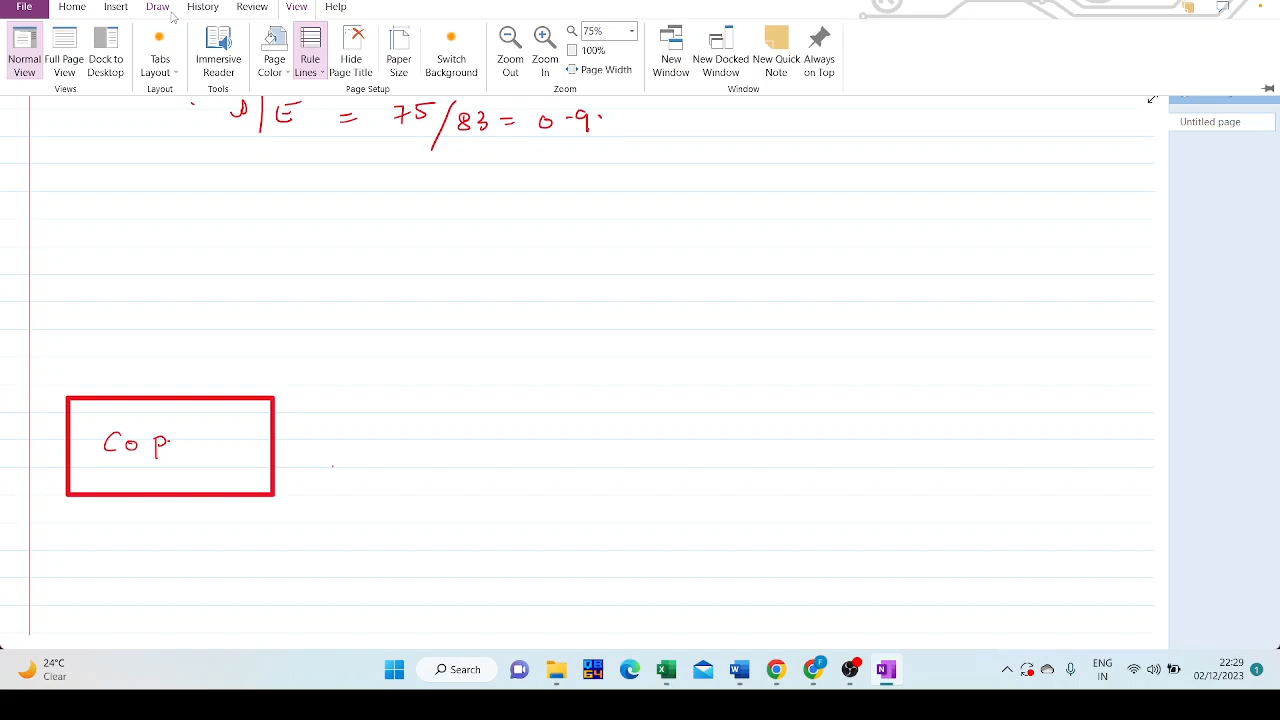 File Home Insert Draw History Review View Help
Normal View Full Page View Dock to Desktop Tabs Layout Immersive Reader Page Color Rule Lines Hide Page Title Paper Size Switch Background Zoom Out Zoom In 75% 100% Page Width New Window New Docked Window New Quick Note Always on Top
Views Layout Tools Page Setup Zoom Window
D/E = 75/83 = 0.9.
Untitled page
Co p
24°C
Clear
Search
ENG
IN
22:29
02/12/2023
1